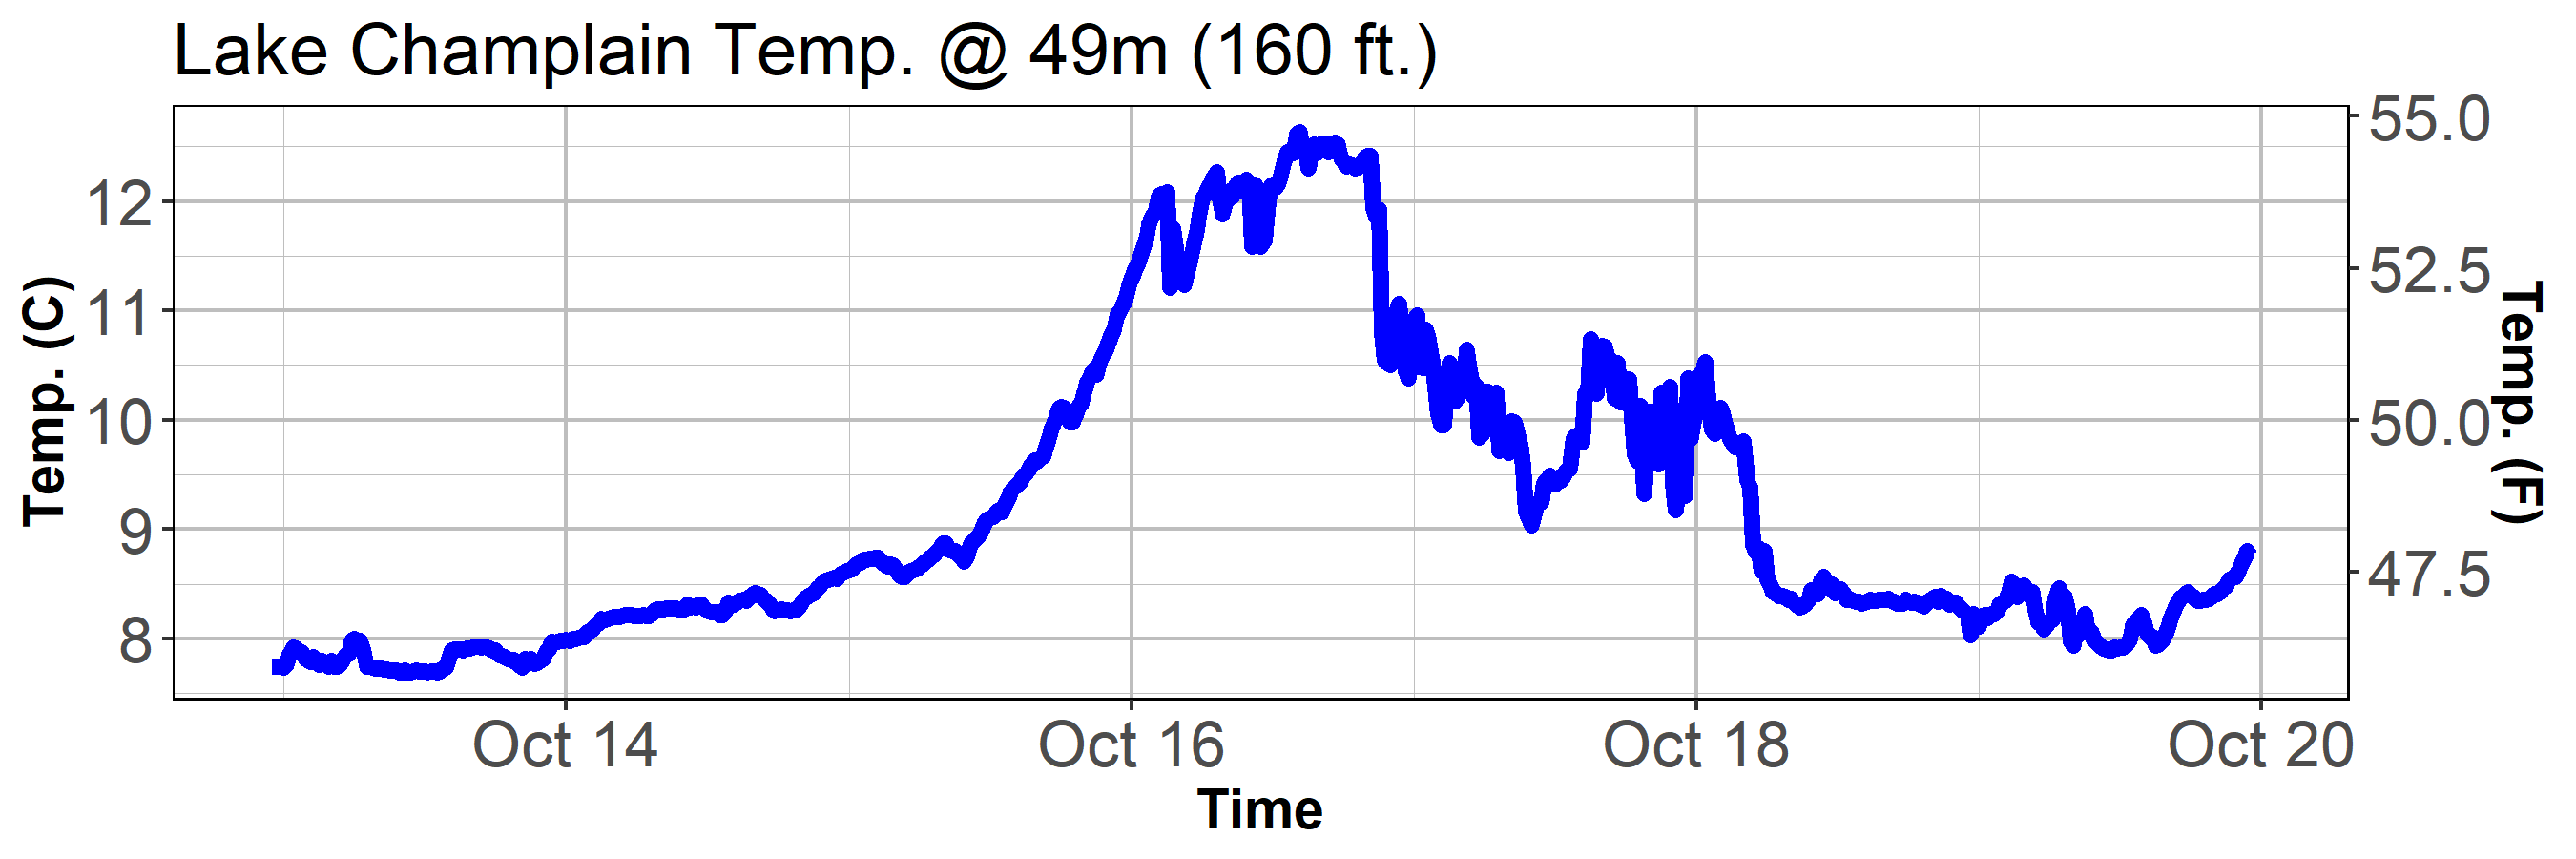 Lake Champlain Temp. @ 49m (160 ft.)
Temp. (C)
12
11
10
9
8
55.0
52.5
50.0
47.5
Temp. (F)
Oct 14
Oct 16
Oct 18
Oct 20
Time